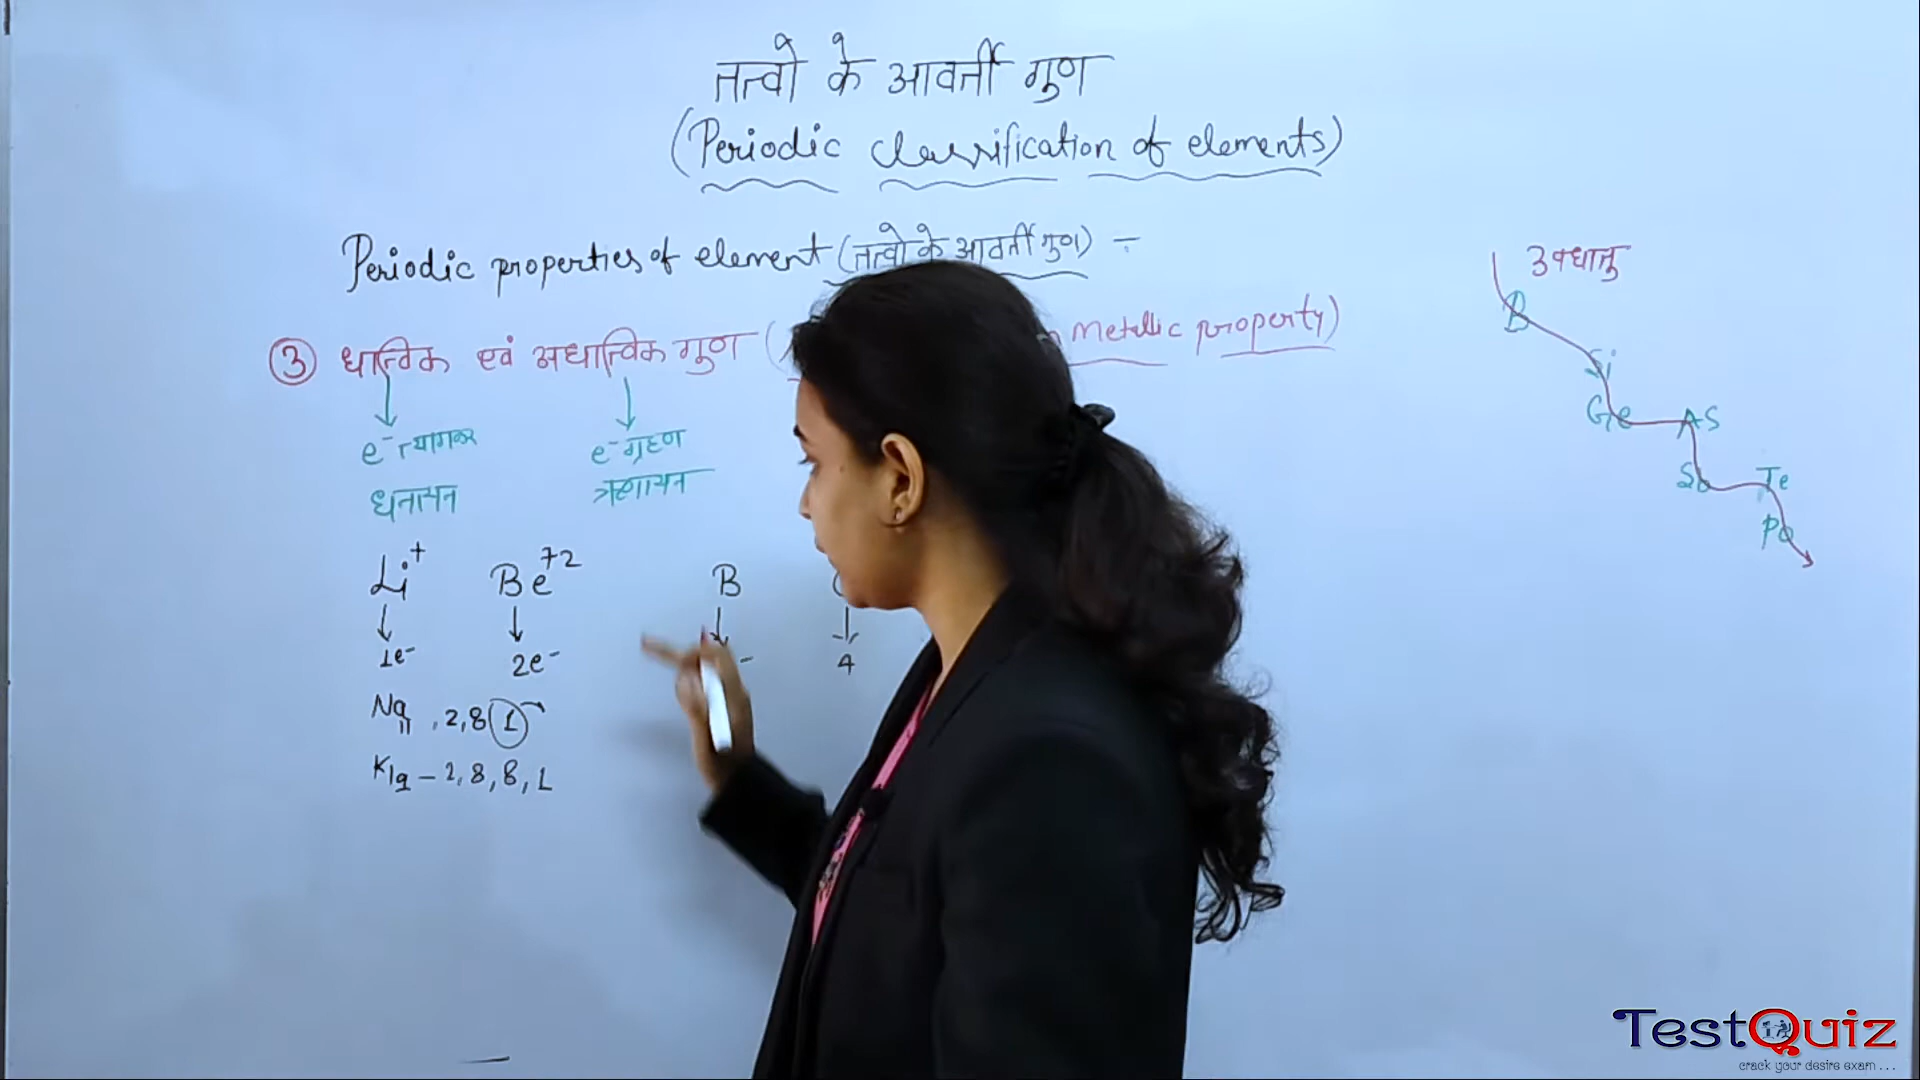 तत्वो के आवर्ती गुण
(Periodic classification of elements)
Periodic properties of element (तत्वो के आवर्ती गुण) -
③ धात्विक एवं अधात्विक गुण ( Metallic property)
e⁻ त्यागकर
धनायन
e⁻ ग्रहण
ऋणायन
Li⁺ Be⁺² B
1e⁻ 2e⁻ 4
Na₁₁ , 2,8 1
K₁₉ – 2, 8, 8, 1
उपधातु
B
Si
Ge AS
Sb Te
Po
TestQuiz
crack your desire exam ...